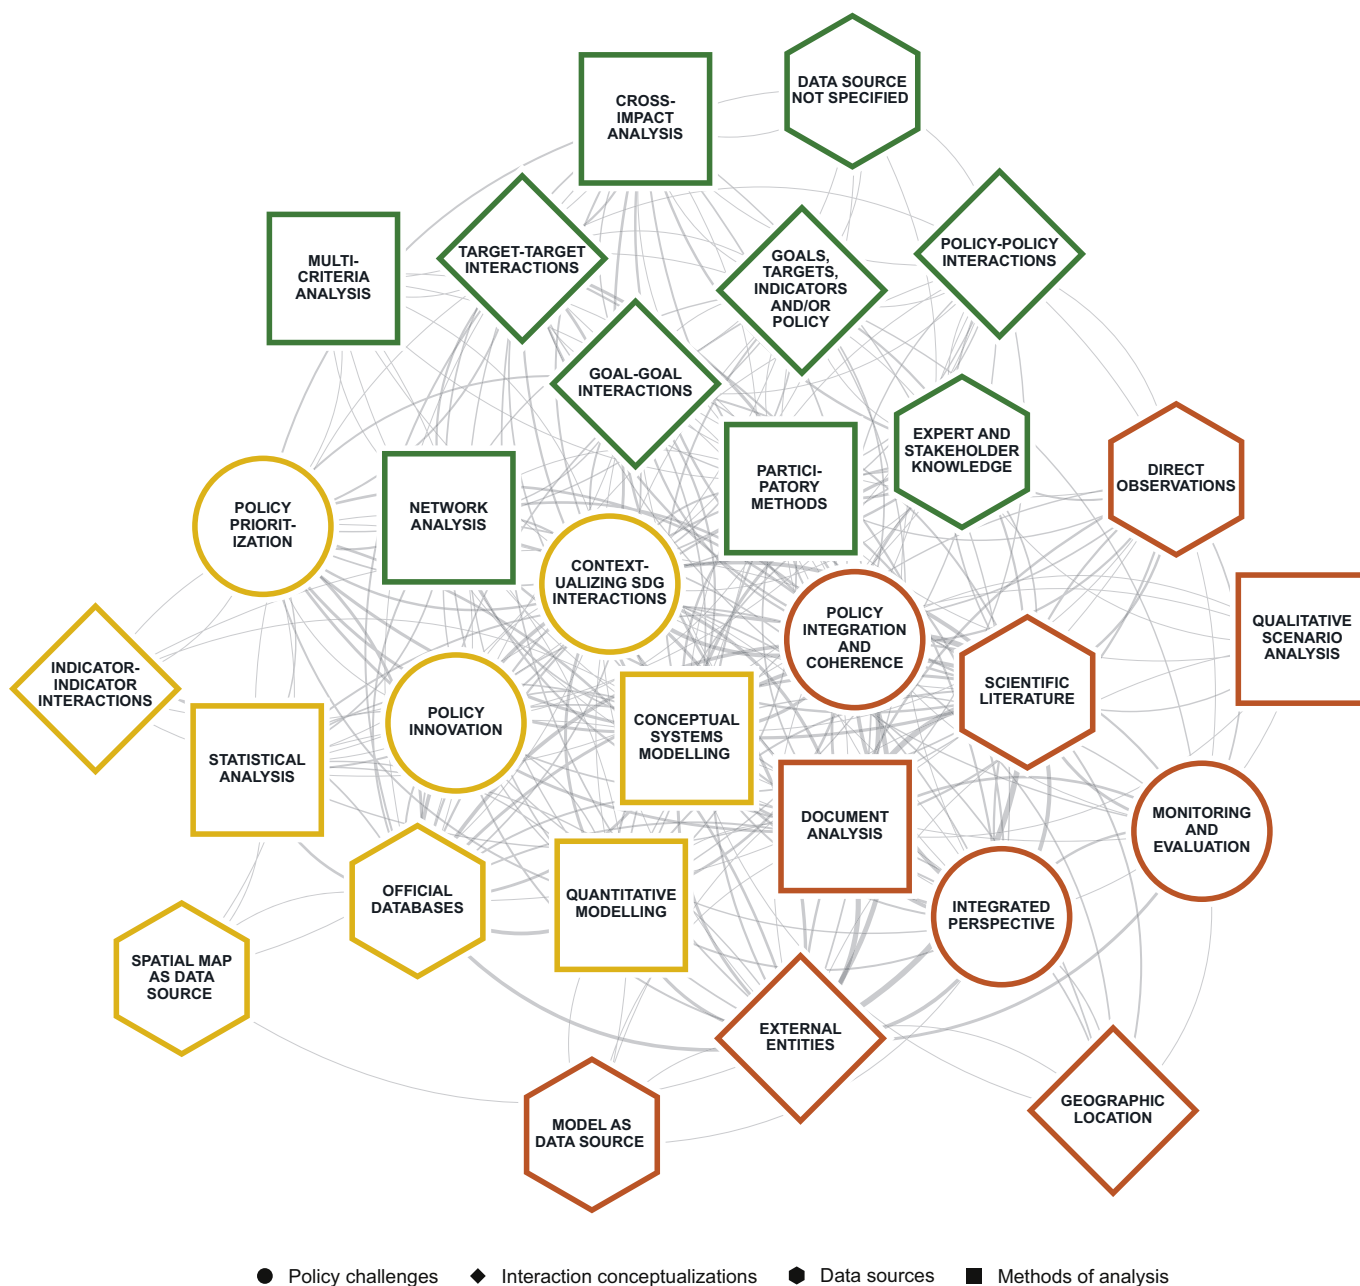 DATA SOURCE
NOT SPECIFIED
CROSS-
IMPACT
ANALYSIS
MULTI-
CRITERIA
ANALYSIS
TARGET-TARGET
INTERACTIONS
GOALS,
TARGETS,
INDICATORS
AND/OR
POLICY
POLICY-POLICY
INTERACTIONS
GOAL-GOAL
INTERACTIONS
EXPERT AND
STAKEHOLDER
KNOWLEDGE
DIRECT
OBSERVATIONS
PARTICI-
PATORY
METHODS
NETWORK
ANALYSIS
POLICY
PRIORIT-
IZATION
CONTEXT-
UALIZING SDG
INTERACTIONS
POLICY
INTEGRATION
AND
COHERENCE
QUALITATIVE
SCENARIO
ANALYSIS
SCIENTIFIC
LITERATURE
INDICATOR-
INDICATOR
INTERACTIONS
POLICY
INNOVATION
CONCEPTUAL
SYSTEMS
MODELLING
STATISTICAL
ANALYSIS
DOCUMENT
ANALYSIS
MONITORING
AND
EVALUATION
OFFICIAL
DATABASES
QUANTITATIVE
MODELLING
INTEGRATED
PERSPECTIVE
SPATIAL MAP
AS DATA
SOURCE
EXTERNAL
ENTITIES
GEOGRAPHIC
LOCATION
MODEL AS
DATA SOURCE
Policy challenges Interaction conceptualizations Data sources Methods of analysis